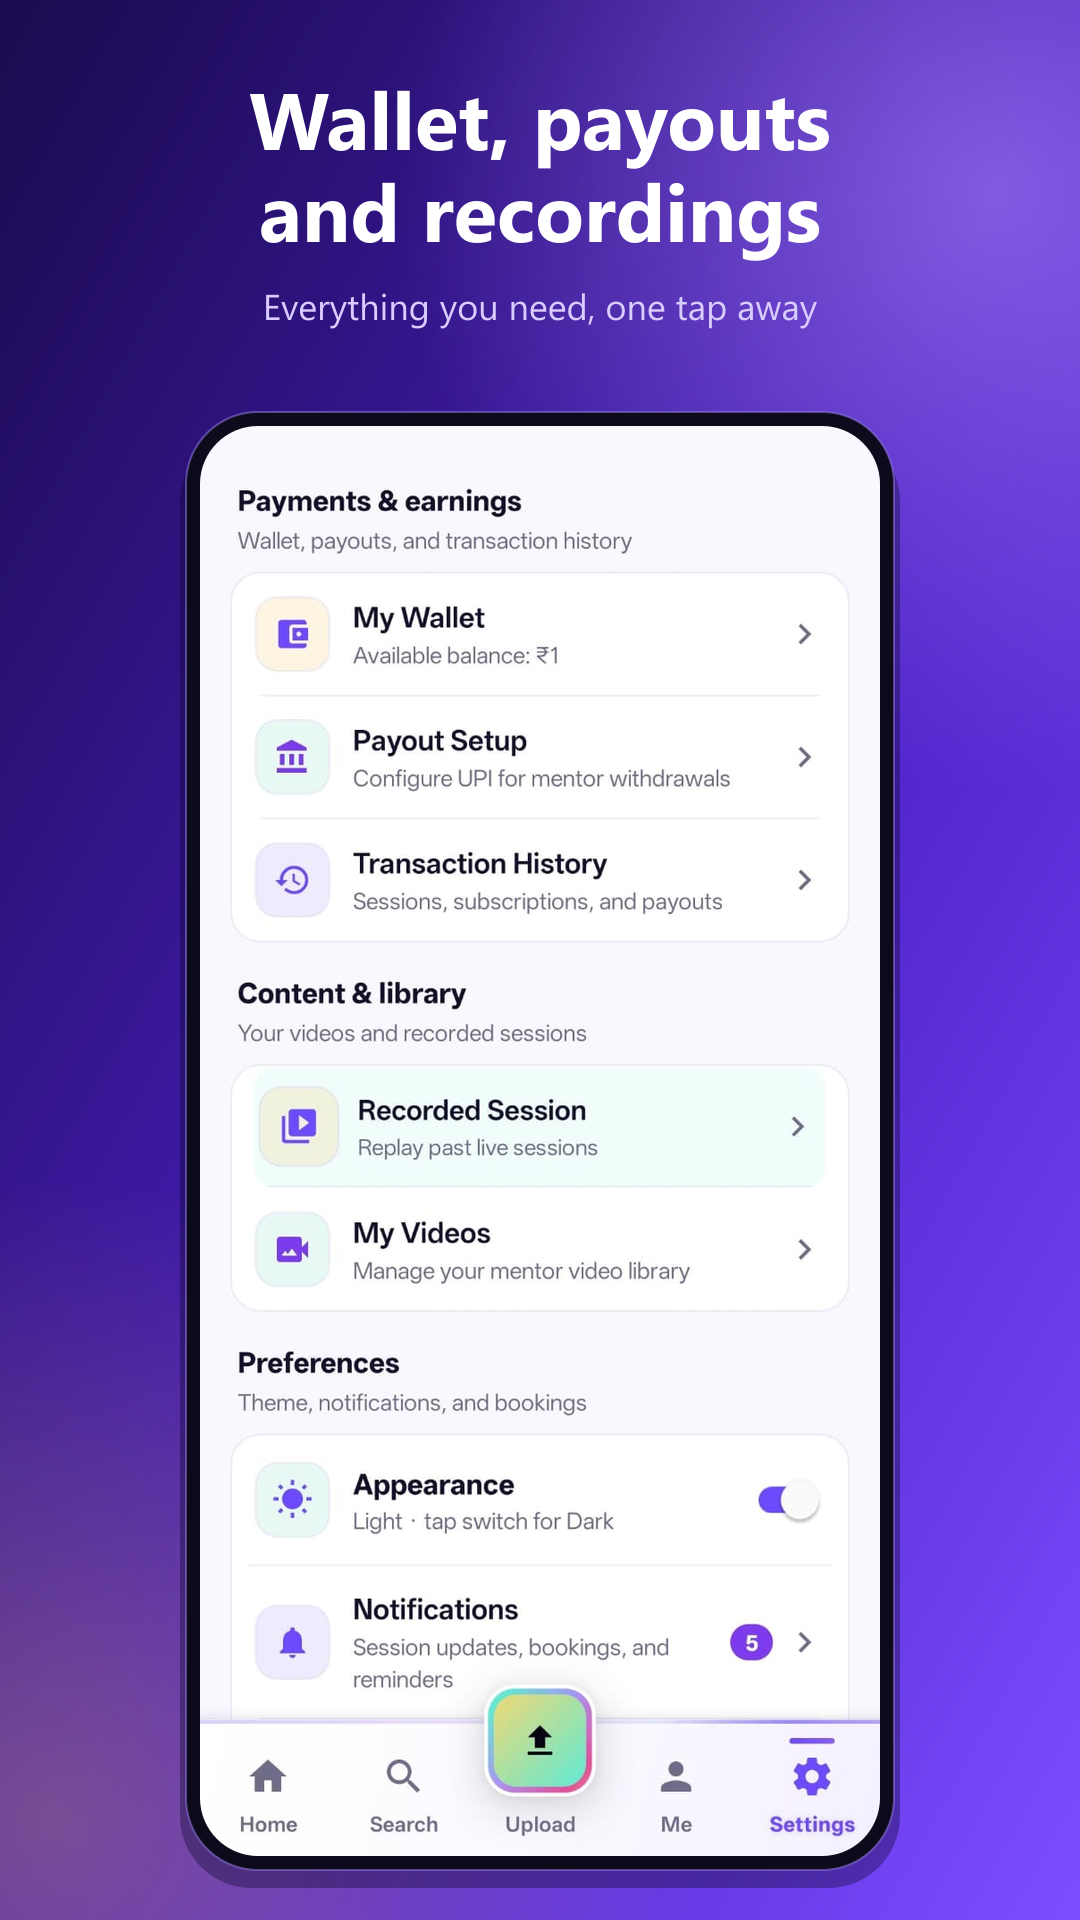 Wallet, payouts
and recordings
Everything you need, one tap away
Payments & earnings
Wallet, payouts, and transaction history
My Wallet
Available balance: ₹1
Payout Setup
Configure UPI for mentor withdrawals
Transaction History
Sessions, subscriptions, and payouts
Content & library
Your videos and recorded sessions
Recorded Session
Replay past live sessions
My Videos
Manage your mentor video library
Preferences
Theme, notifications, and bookings
Appearance
Light · tap switch for Dark
Notifications
Session updates, bookings, and
reminders
5
Home
Search
Upload
Me
Settings